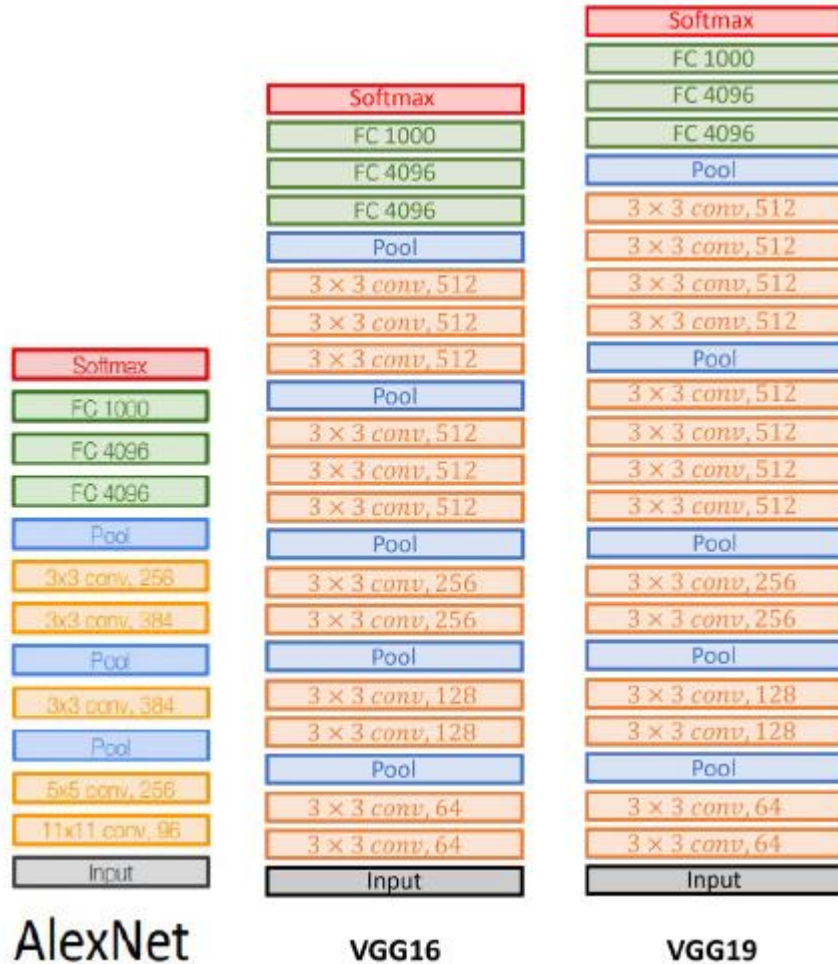 Softmax
FC 1000
FC 4096
FC 4096
Pool
3x3 conv, 256
3x3 conv, 384
Pool
3x3 conv, 384
Pool
5x5 conv, 256
11x11 conv, 96
Input
AlexNet
Softmax
FC 1000
FC 4096
FC 4096
Pool
3 × 3 conv, 512
3 × 3 conv, 512
3 × 3 conv, 512
Pool
3 × 3 conv, 512
3 × 3 conv, 512
3 × 3 conv, 512
Pool
3 × 3 conv, 256
3 × 3 conv, 256
Pool
3 × 3 conv, 128
3 × 3 conv, 128
Pool
3 × 3 conv, 64
3 × 3 conv, 64
Input
VGG16
Softmax
FC 1000
FC 4096
FC 4096
Pool
3 × 3 conv, 512
3 × 3 conv, 512
3 × 3 conv, 512
3 × 3 conv, 512
Pool
3 × 3 conv, 512
3 × 3 conv, 512
3 × 3 conv, 512
3 × 3 conv, 512
Pool
3 × 3 conv, 256
3 × 3 conv, 256
Pool
3 × 3 conv, 128
3 × 3 conv, 128
Pool
3 × 3 conv, 64
3 × 3 conv, 64
Input
VGG19